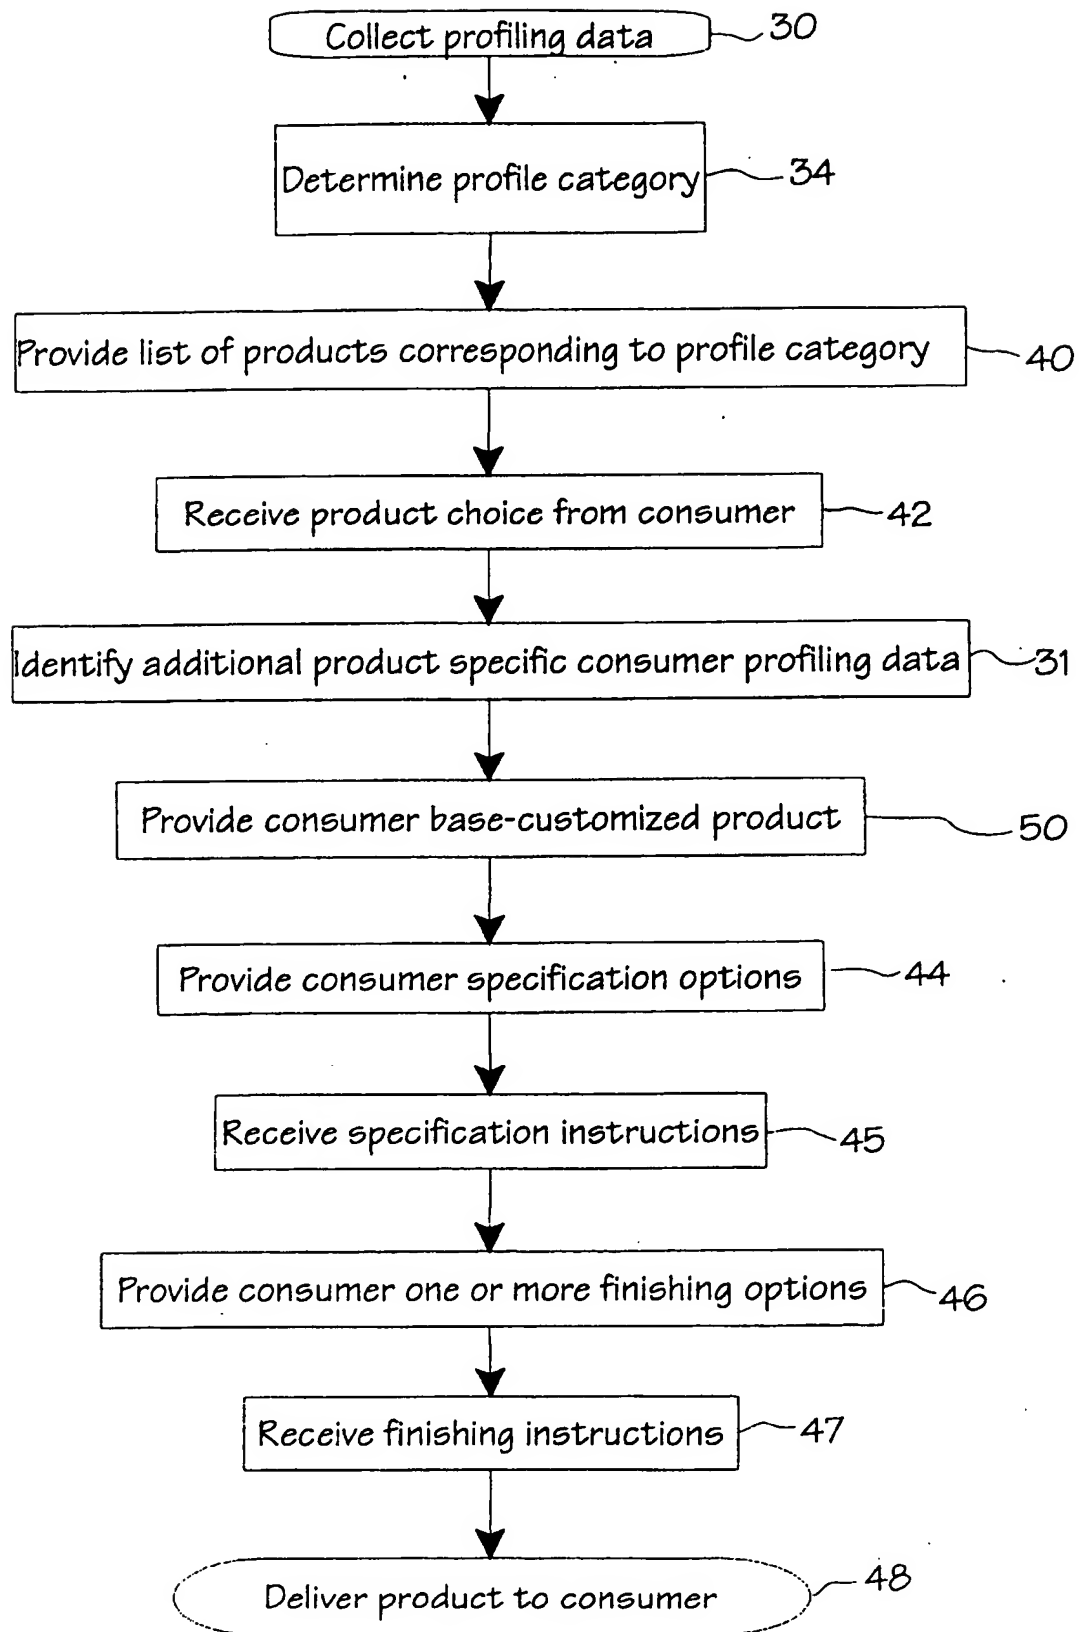 Collect profiling data 30
Determine profile category 34
Provide list of products corresponding to profile category 40
Receive product choice from consumer 42
Identify additional product specific consumer profiling data 31
Provide consumer base-customized product 50
Provide consumer specification options 44
Receive specification instructions 45
Provide consumer one or more finishing options 46
Receive finishing instructions 47
Deliver product to consumer 48